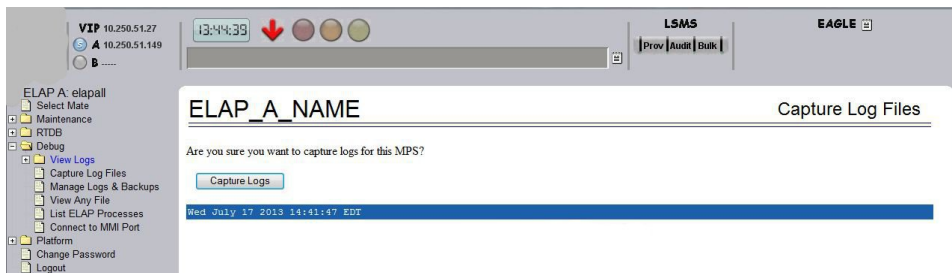 VIP 10.250.51.27
A 10.250.51.149
B -----
13:44:39
LSMS
Prov Audit Bulk
EAGLE
ELAP A: elapall
Select Mate
Maintenance
RTDB
Debug
View Logs
Capture Log Files
Manage Logs & Backups
View Any File
List ELAP Processes
Connect to MMI Port
Platform
Change Password
Logout
ELAP_A_NAME
Capture Log Files
Are you sure you want to capture logs for this MPS?
Capture Logs
Wed July 17 2013 14:41:47 EDT